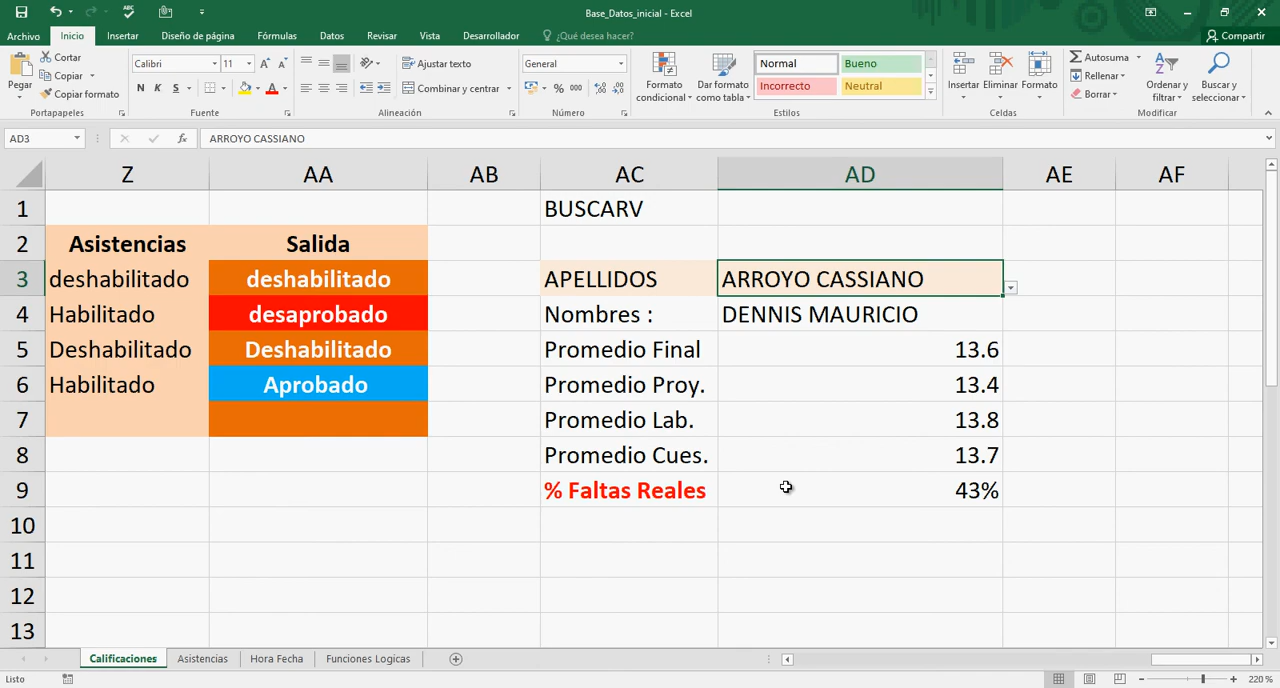 Base_Datos_inicial - Excel
Archivo Inicio Insertar Diseño de página Fórmulas Datos Revisar Vista Desarrollador ¿Qué desea hacer? Compartir
Pegar
Cortar
Copiar
Copiar formato
Portapapeles
Calibri 11
N K S
Fuente
Ajustar texto
Combinar y centrar
Alineación
General
% 000
Número
Formato condicional
Dar formato como tabla
Normal Bueno
Incorrecto Neutral
Estilos
Insertar Eliminar Formato
Celdas
Autosuma
Rellenar
Borrar
Ordenar y filtrar
Buscar y seleccionar
Modificar
AD3 fx ARROYO CASSIANO
Z AA AB AC AD AE AF
1 BUSCARV
2 Asistencias Salida
3 deshabilitado deshabilitado APELLIDOS ARROYO CASSIANO
4 Habilitado desaprobado Nombres : DENNIS MAURICIO
5 Deshabilitado Deshabilitado Promedio Final 13.6
6 Habilitado Aprobado Promedio Proy. 13.4
7 Promedio Lab. 13.8
8 Promedio Cues. 13.7
9 % Faltas Reales 43%
10
11
12
13
Calificaciones Asistencias Hora Fecha Funciones Logicas
Listo 220 %